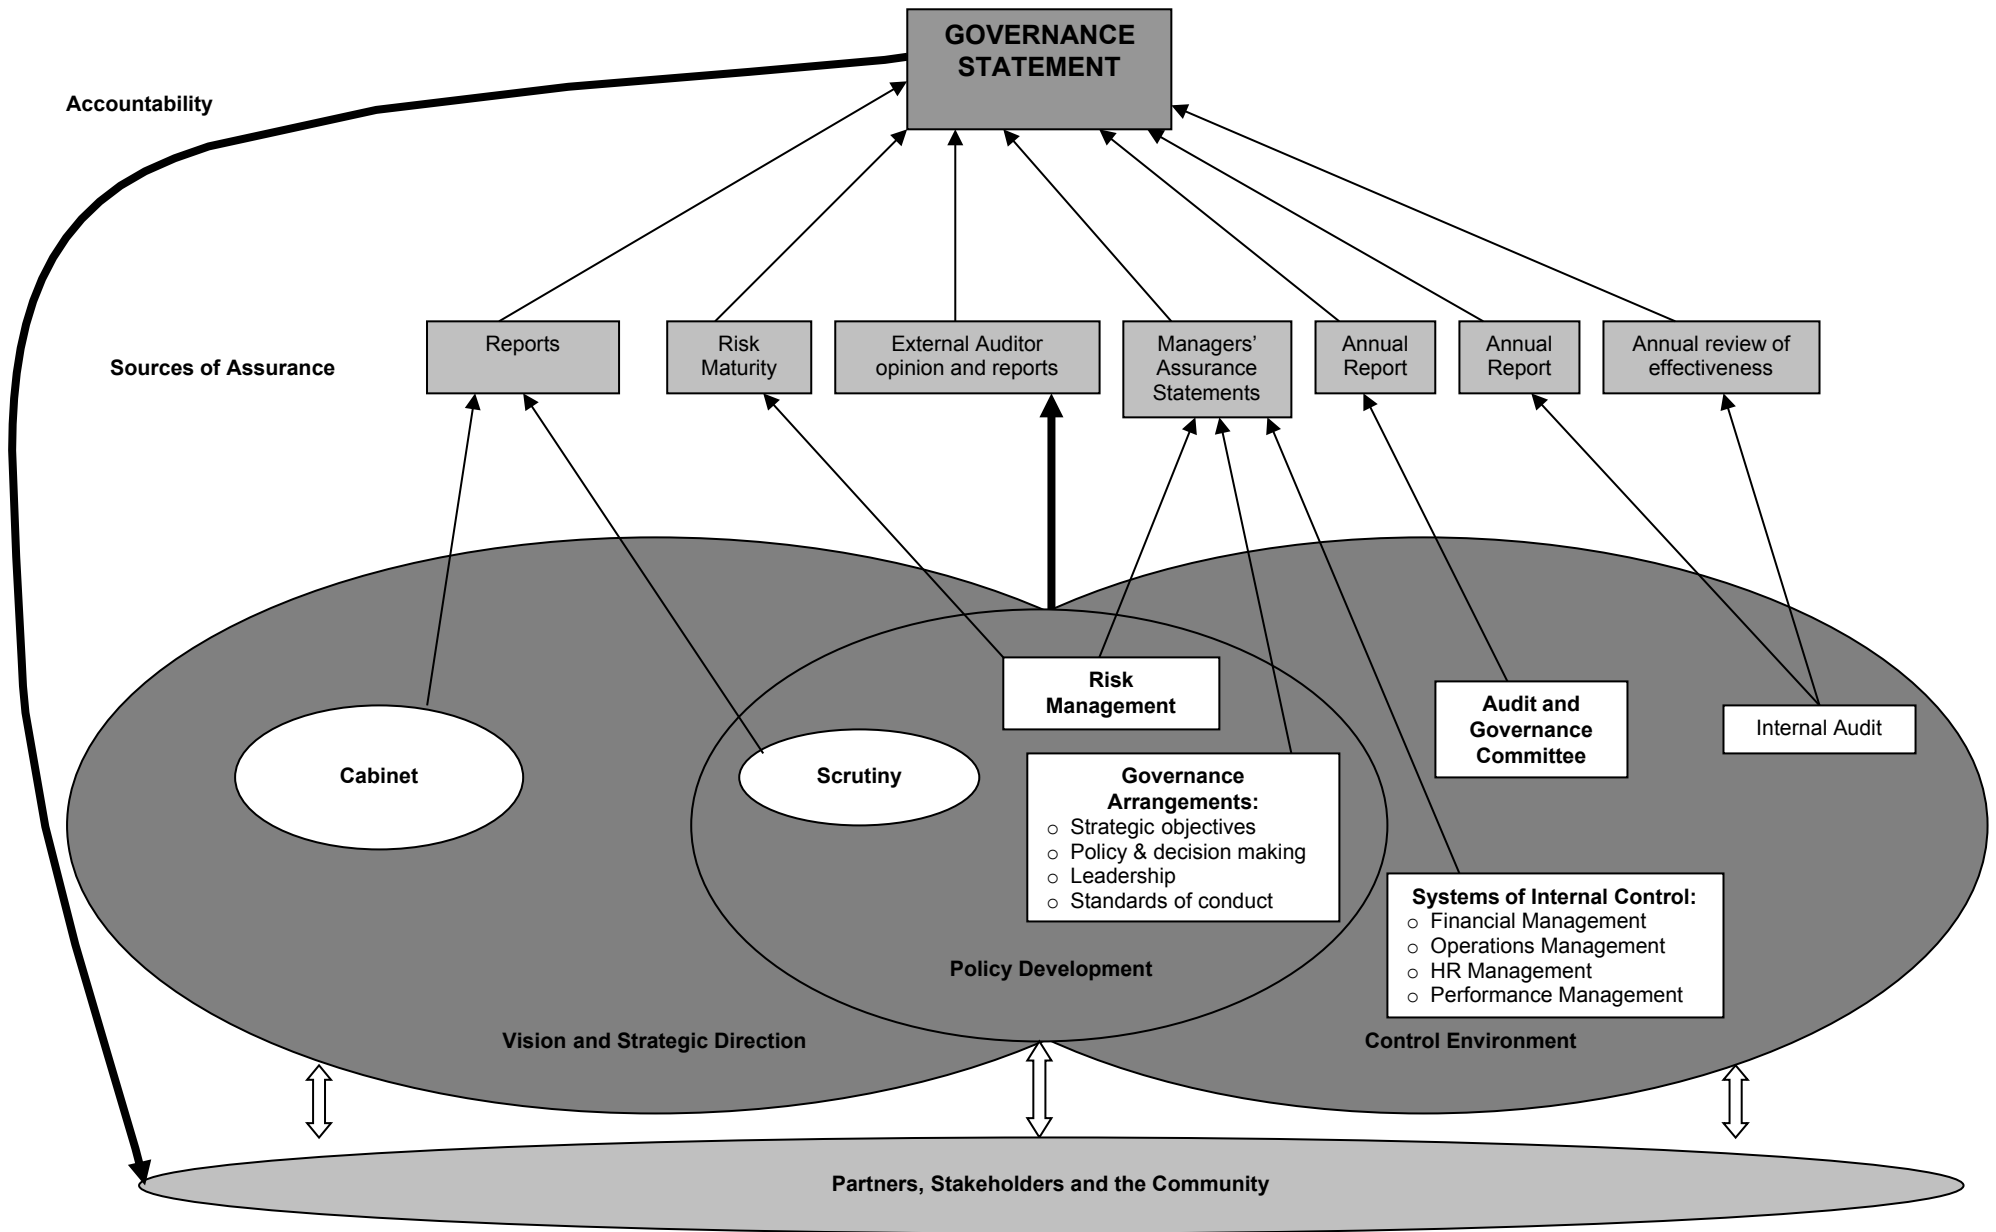 GOVERNANCE
STATEMENT
Accountability
Sources of Assurance
Reports
Risk
Maturity
External Auditor
opinion and reports
Managers’
Assurance
Statements
Annual
Report
Annual
Report
Annual review of
effectiveness
Cabinet
Scrutiny
Risk
Management
Governance
Arrangements:
○ Strategic objectives
○ Policy & decision making
○ Leadership
○ Standards of conduct
Audit and
Governance
Committee
Internal Audit
Systems of Internal Control:
○ Financial Management
○ Operations Management
○ HR Management
○ Performance Management
Policy Development
Vision and Strategic Direction
Control Environment
Partners, Stakeholders and the Community